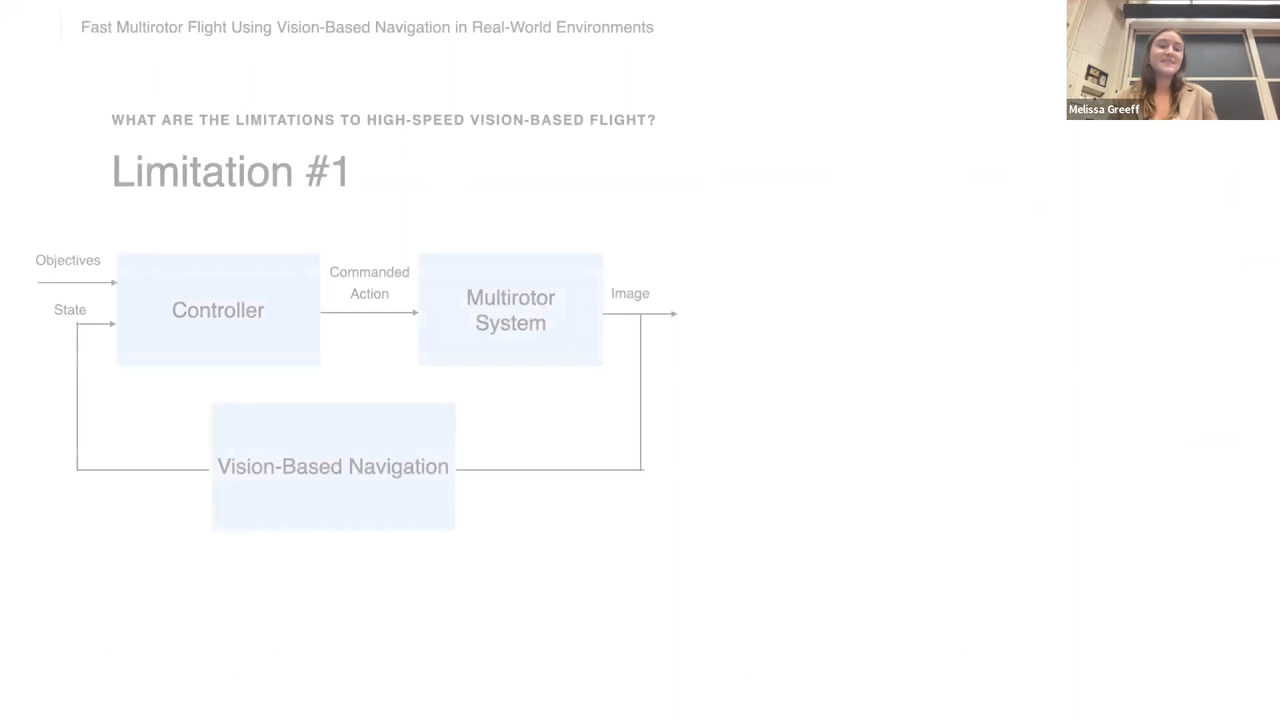 Fast Multirotor Flight Using Vision-Based Navigation in Real-World Environments
Melissa Greeff
WHAT ARE THE LIMITATIONS TO HIGH-SPEED VISION-BASED FLIGHT?
Limitation #1
Objectives
State
Controller
Commanded
Action
Multirotor
System
Image
Vision-Based Navigation